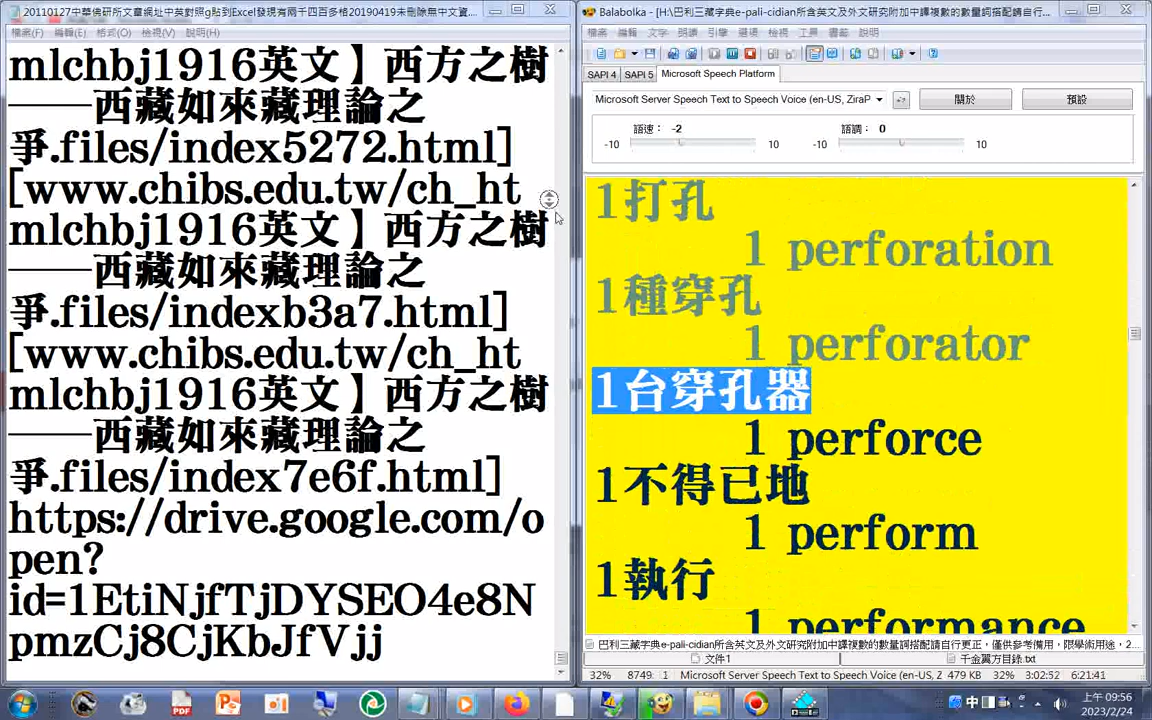 20110127中華佛研所文章網址中英對照g貼到Excel發現有兩千四百多格20190419未刪除無中文資...
檔案(F) 編輯(E) 格式(O) 檢視(V) 說明(H)
mlchbj1916英文】西方之樹
——西藏如來藏理論之
爭.files/index5272.html]
[www.chibs.edu.tw/ch_ht
mlchbj1916英文】西方之樹
——西藏如來藏理論之
爭.files/indexb3a7.html]
[www.chibs.edu.tw/ch_ht
mlchbj1916英文】西方之樹
——西藏如來藏理論之
爭.files/index7e6f.html]
https://drive.google.com/o
pen?
id=1EtiNjfTjDYSEO4e8N
pmzCj8CjKbJfVjj
Balabolka - [H:\巴利三藏字典e-pali-cidian所含英文及外文研究附加中譯複數的數量詞搭配請自行...
檔案 編輯 文字 朗讀 引擎 選項 檢視 工具 書籤 說明
SAPI 4 SAPI 5 Microsoft Speech Platform
Microsoft Server Speech Text to Speech Voice (en-US, ZiraP
關於 預設
語速： -2 語調： 0
-10 10 -10 10
1打孔
1 perforation
1種穿孔
1 perforator
1台穿孔器
1 perforce
1不得已地
1 perform
1執行
1 performance
巴利三藏字典e-pali-cidian所含英文及外文研究附加中譯複數的數量詞搭配請自行更正，僅供參考備用，限學術用途，2...
文件1 千金翼方目錄.txt
32% 8749: 1 Microsoft Speech Platform Microsoft Server Speech Text to Speech Voice (en-US, Z 479 KB 3:02:52 6:21:41
32% 上午 09:56
2023/2/24